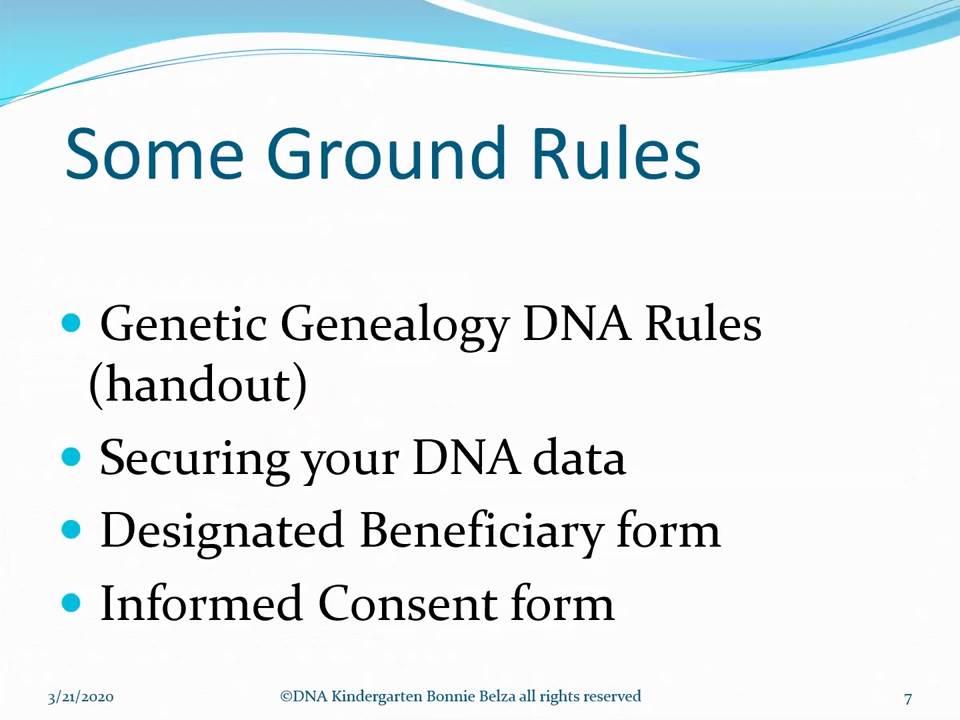 Some Ground Rules
• Genetic Genealogy DNA Rules
(handout)
• Securing your DNA data
• Designated Beneficiary form
• Informed Consent form
3/21/2020 ©DNA Kindergarten Bonnie Belza all rights reserved 7